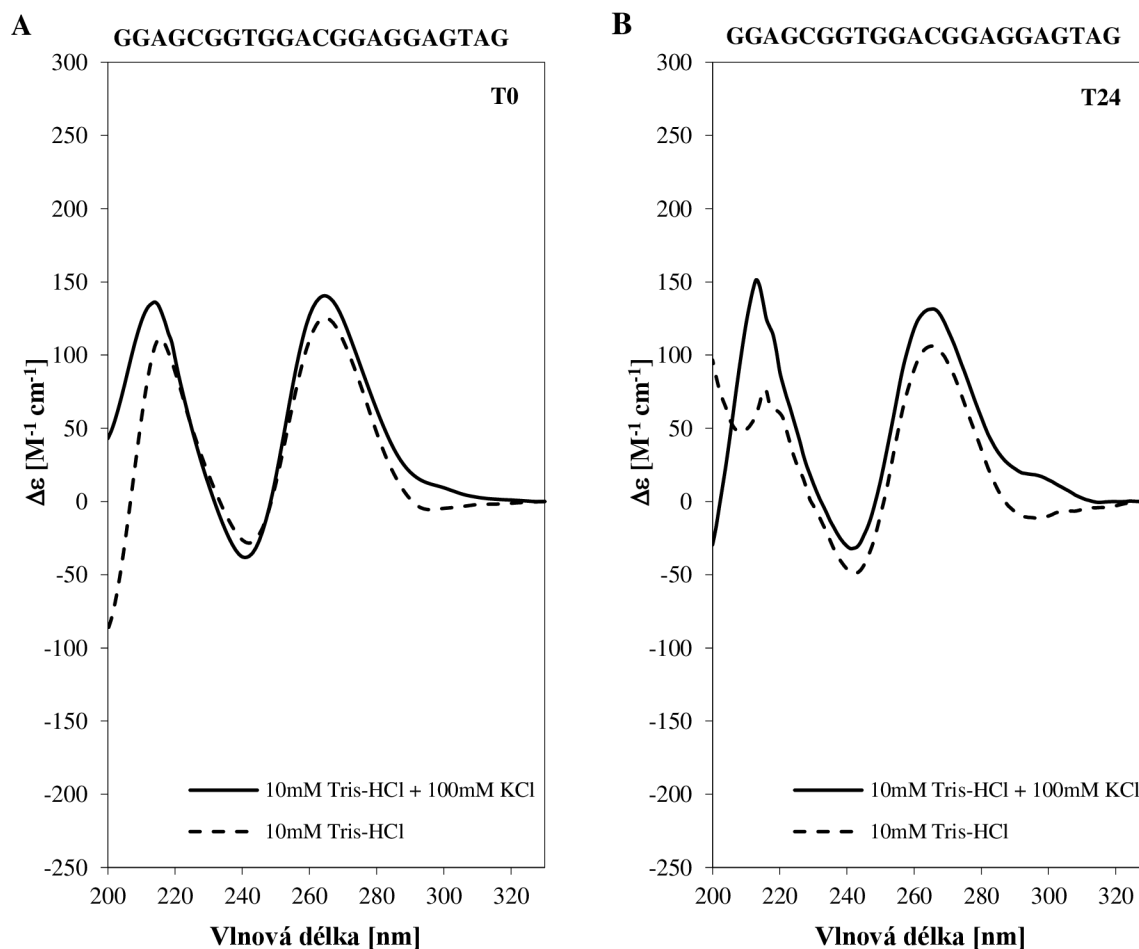 A
GGAGCGGTGGACGGAGGAGTAG
T0
300
250
200
150
100
50
0
-50
-100
-150
-200
-250
Δε [M-1 cm-1]
10mM Tris-HCl + 100mM KCl
10mM Tris-HCl
200 220 240 260 280 300 320
Vlnová délka [nm]
B
GGAGCGGTGGACGGAGGAGTAG
T24
300
250
200
150
100
50
0
-50
-100
-150
-200
-250
Δε [M-1 cm-1]
10mM Tris-HCl + 100mM KCl
10mM Tris-HCl
200 220 240 260 280 300 320
Vlnová délka [nm]